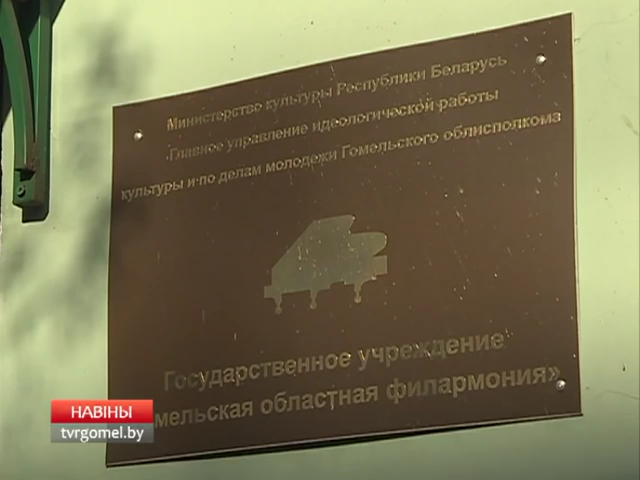 Министерство культуры Республики Беларусь
Главное управление идеологической работы
культуры и по делам молодежи Гомельского облисполкома
Государственное учреждение
мельская областная филармония»
НАВІНЫ
tvrgomel.by